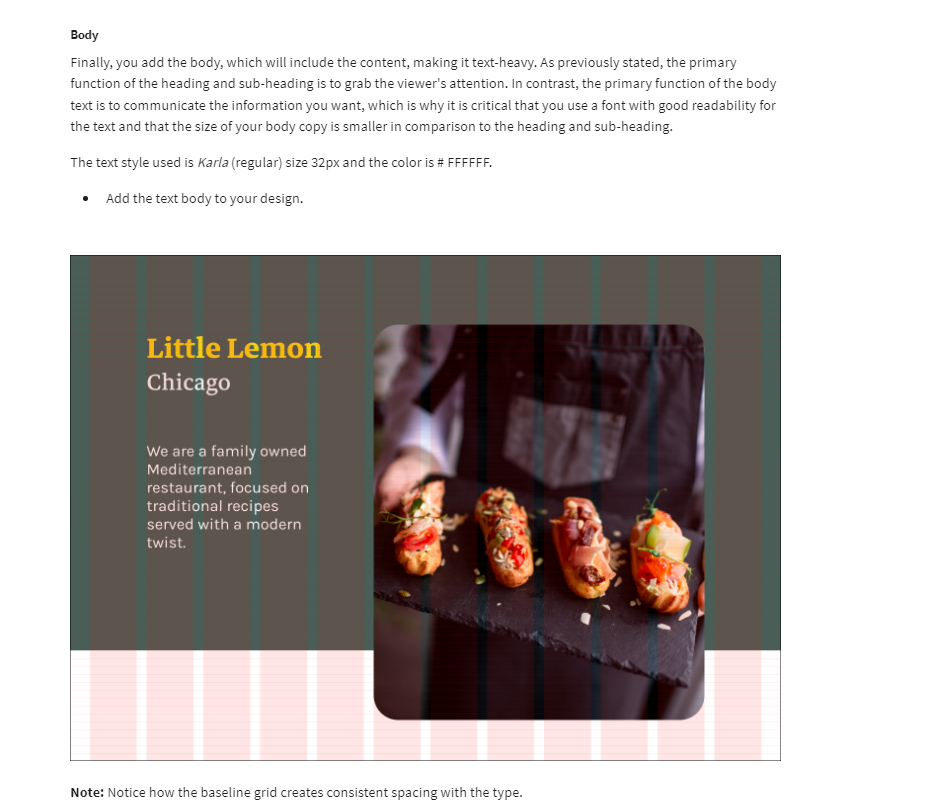 Body
Finally, you add the body, which will include the content, making it text-heavy. As previously stated, the primary
function of the heading and sub-heading is to grab the viewer's attention. In contrast, the primary function of the body
text is to communicate the information you want, which is why it is critical that you use a font with good readability for
the text and that the size of your body copy is smaller in comparison to the heading and sub-heading.
The text style used is Karla (regular) size 32px and the color is # FFFFFF.
• Add the text body to your design.
Little Lemon
Chicago
We are a family owned
Mediterranean
restaurant, focused on
traditional recipes
served with a modern
twist.
Note: Notice how the baseline grid creates consistent spacing with the type.